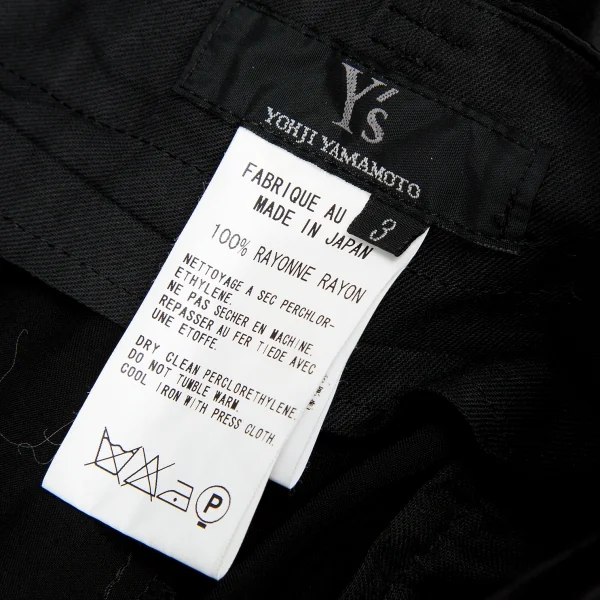 Y's
YOHJI YAMAMOTO
3
FABRIQUE AU
MADE IN JAPAN
100% RAYONNE RAYON
NETTOYAGE A SEC PERCHLOR-
ETHYLENE.
NE PAS SECHER EN MACHINE.
REPASSER AU FER TIEDE AVEC
UNE ETOFFE.
DRY CLEAN PERCLORETHYLENE.
DO NOT TUMBLE WARM.
COOL IRON WITH PRESS CLOTH.
P